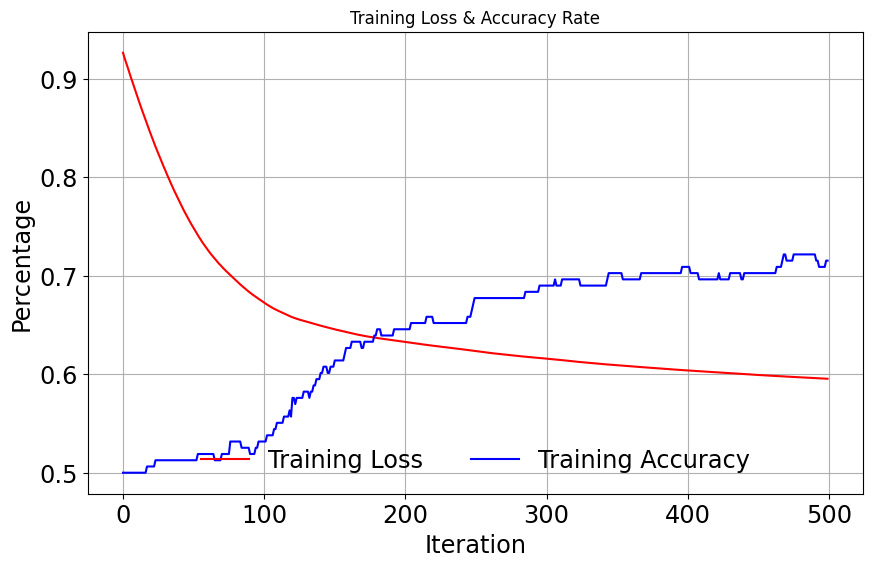 Training Loss & Accuracy Rate
Percentage
0.9
0.8
0.7
0.6
0.5
Training Loss Training Accuracy
0 100 200 300 400 500
Iteration